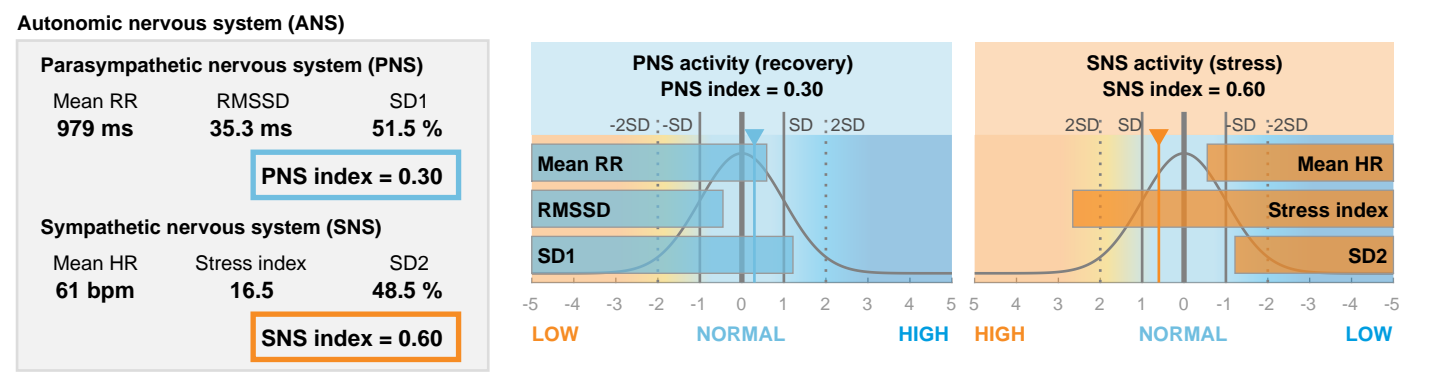 Autonomic nervous system (ANS)
Parasympathetic nervous system (PNS)
Mean RR RMSSD SD1
979 ms 35.3 ms 51.5 %
PNS index = 0.30
Sympathetic nervous system (SNS)
Mean HR Stress index SD2
61 bpm 16.5 48.5 %
SNS index = 0.60
PNS activity (recovery)
PNS index = 0.30
-2SD -SD SD 2SD
Mean RR
RMSSD
SD1
-5 -4 -3 -2 -1 0 1 2 3 4 5
LOW NORMAL HIGH
SNS activity (stress)
SNS index = 0.60
2SD SD -SD -2SD
Mean HR
Stress index
SD2
5 4 3 2 1 0 -1 -2 -3 -4 -5
HIGH NORMAL LOW